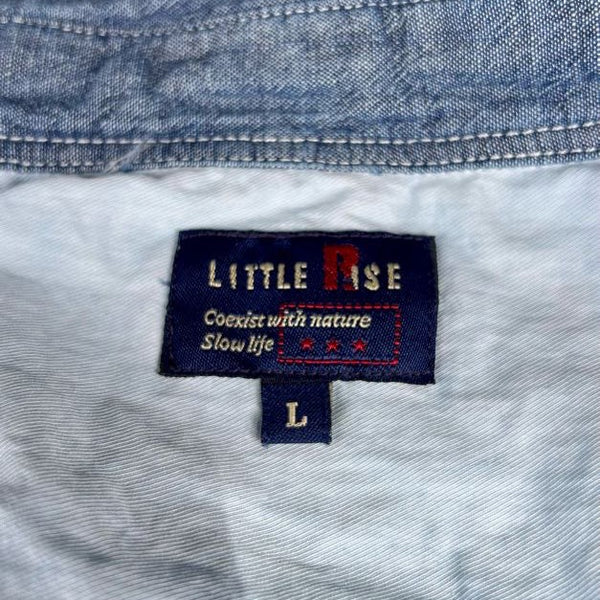 LITTLE RISE
Coexist with nature
Slow life
L